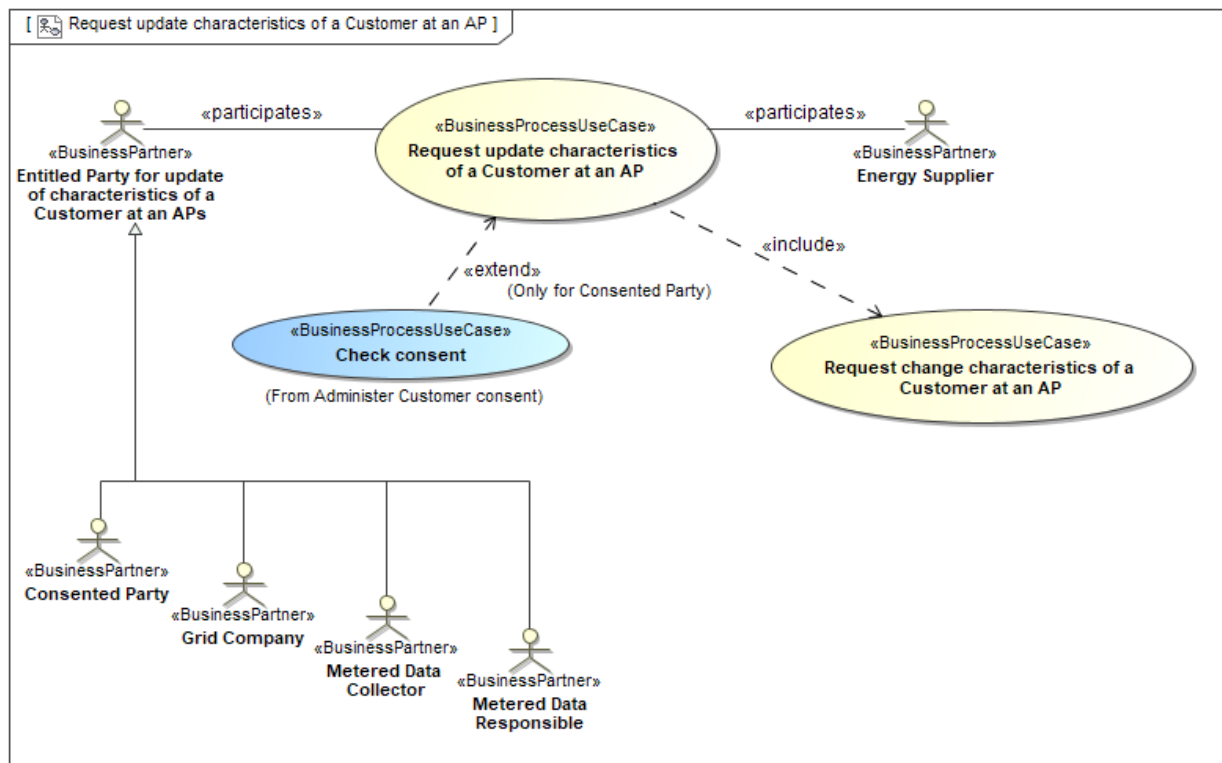 [ Request update characteristics of a Customer at an AP ]
«participates»
«participates»
«BusinessProcessUseCase»
Request update characteristics
of a Customer at an AP
«BusinessPartner»
Entitled Party for update
of characteristics of a
Customer at an APs
«BusinessPartner»
Energy Supplier
«include»
«extend»
(Only for Consented Party)
«BusinessProcessUseCase»
Check consent
(From Administer Customer consent)
«BusinessProcessUseCase»
Request change characteristics of a
Customer at an AP
«BusinessPartner»
Consented Party
«BusinessPartner»
Grid Company
«BusinessPartner»
Metered Data
Collector
«BusinessPartner»
Metered Data
Responsible